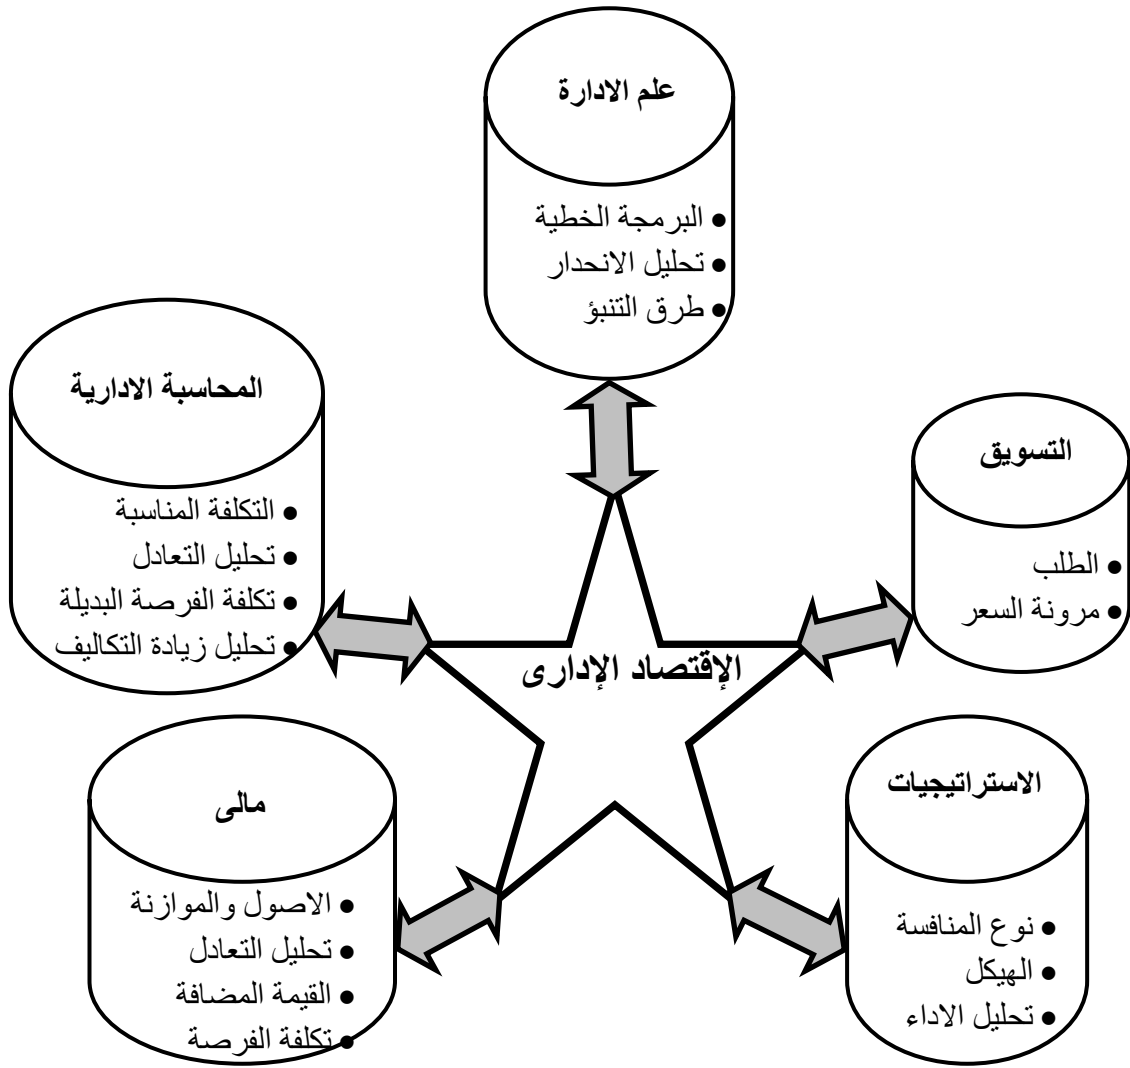 علم الادارة
• البرمجة الخطية
• تحليل الانحدار
• طرق التنبؤ
التسويق
• الطلب
• مرونة السعر
المحاسبة الادارية
• التكلفة المناسبة
• تحليل التعادل
• تكلفة الفرصة البديلة
• تحليل زيادة التكاليف
الإقتصاد الإدارى
الاستراتيجيات
• نوع المنافسة
• الهيكل
• تحليل الاداء
مالى
• الاصول والموازنة
• تحليل التعادل
• القيمة المضافة
• تكلفة الفرصة